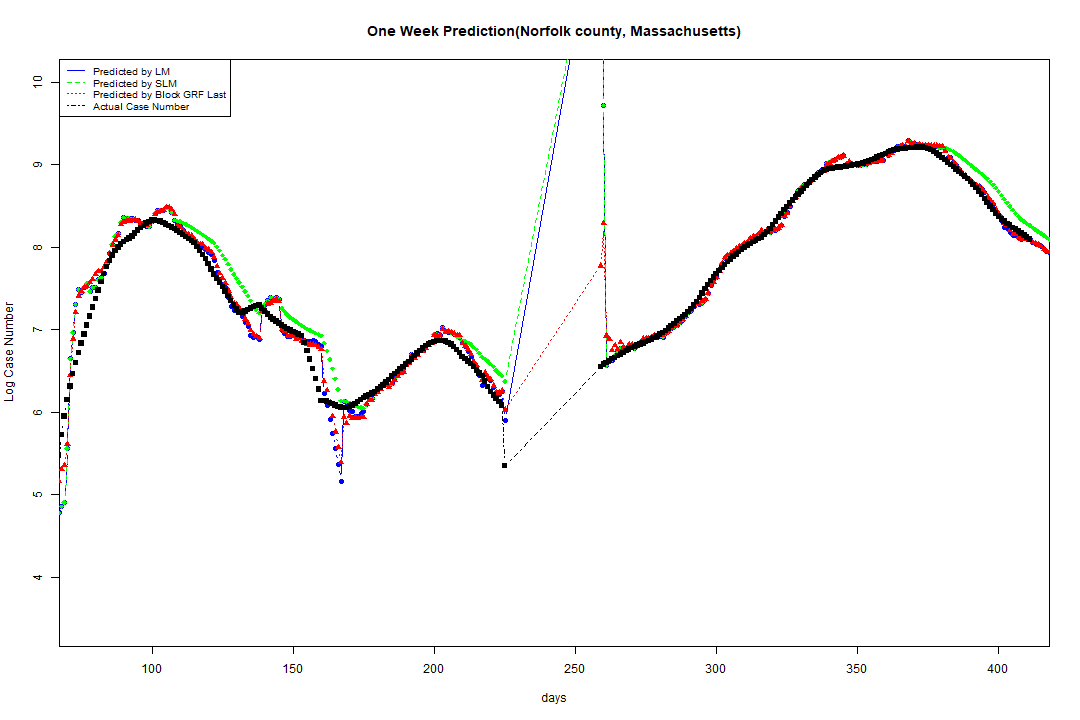 One Week Prediction(Norfolk county, Massachusetts)
Predicted by LM
Predicted by SLM
Predicted by Block GRF Last
Actual Case Number
10
9
8
7
6
5
4
Log Case Number
100 150 200 250 300 350 400
days